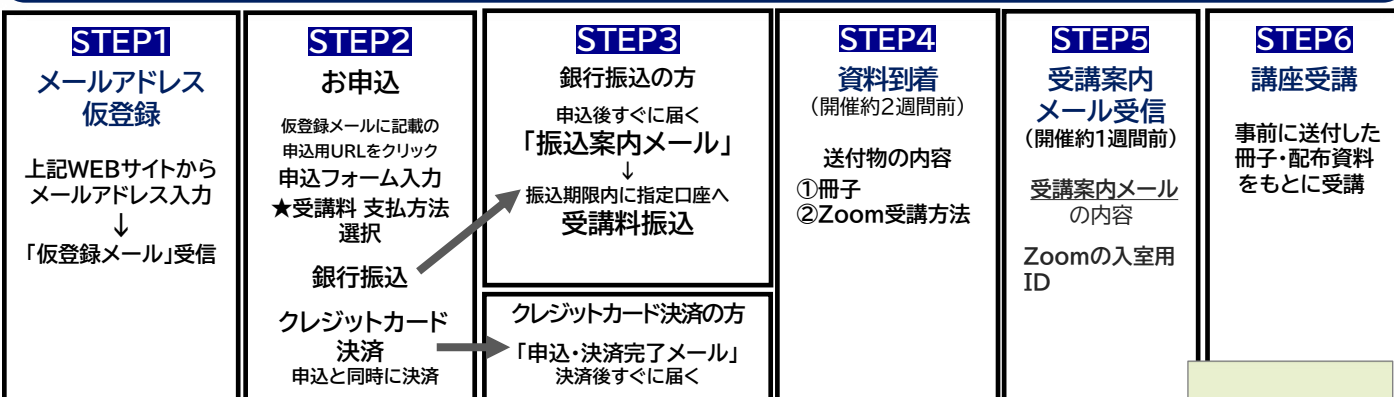 STEP1
メールアドレス
仮登録
上記WEBサイトから
メールアドレス入力
↓
「仮登録メール」受信
STEP2
お申込
仮登録メールに記載の
申込用URLをクリック
申込フォーム入力
★受講料 支払方法
選択
銀行振込
クレジットカード
決済
申込と同時に決済
STEP3
銀行振込の方
申込後すぐに届く
「振込案内メール」
↓
振込期限内に指定口座へ
受講料振込
クレジットカード決済の方
「申込・決済完了メール」
決済後すぐに届く
STEP4
資料到着
(開催約2週間前)
送付物の内容
①冊子
②Zoom受講方法
STEP5
受講案内
メール受信
(開催約1週間前)
受講案内メール
の内容
Zoomの入室用
ID
STEP6
講座受講
事前に送付した
冊子・配布資料
をもとに受講